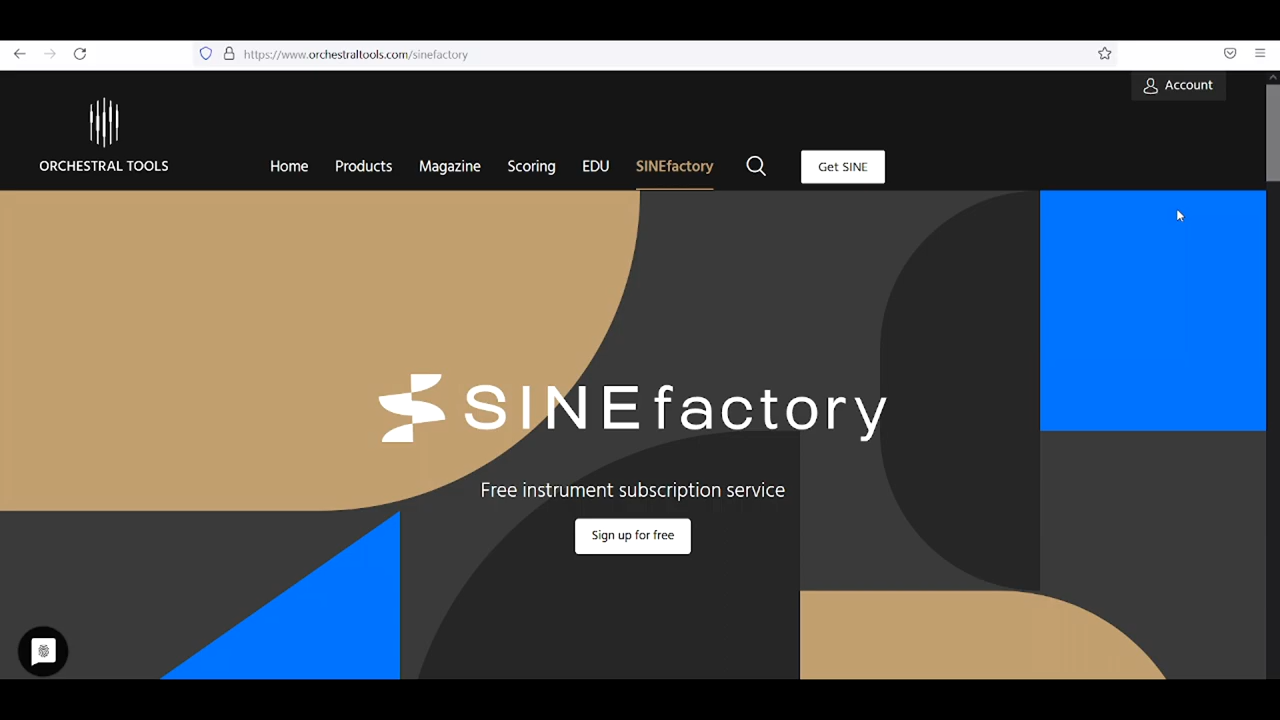 https://www.orchestraltools.com/sinefactory
Account
ORCHESTRAL TOOLS
Home Products Magazine Scoring EDU SINEfactory Get SINE
SINEfactory
Free instrument subscription service
Sign up for free